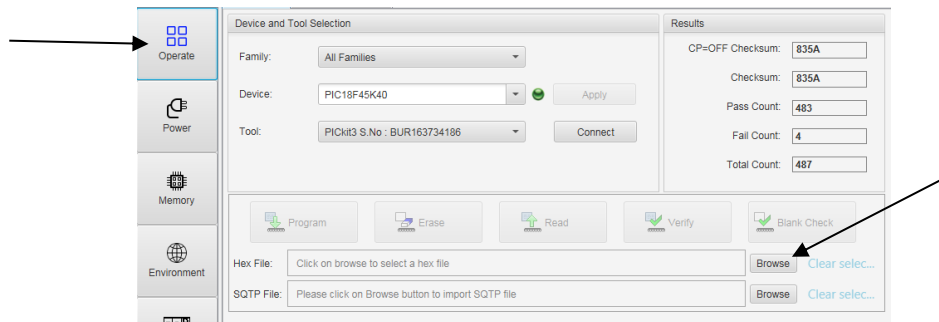 Operate
Power
Memory
Environment
Device and Tool Selection
Family: All Families
Device: PIC18F45K40 Apply
Tool: PICkit3 S.No : BUR163734186 Connect
Results
CP=OFF Checksum: 835A
Checksum: 835A
Pass Count: 483
Fail Count: 4
Total Count: 487
Program Erase Read Verify Blank Check
Hex File: Click on browse to select a hex file Browse Clear selec...
SQTP File: Please click on Browse button to import SQTP file Browse Clear selec...